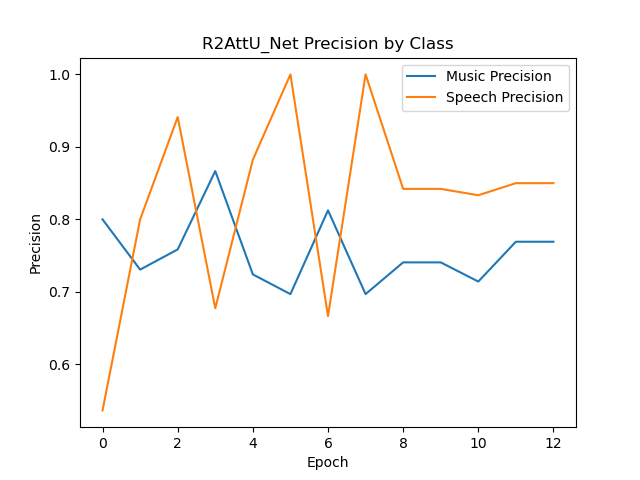 R2AttU_Net Precision by Class
Music Precision
Speech Precision
1.0
0.9
0.8
0.7
0.6
Precision
0 2 4 6 8 10 12
Epoch